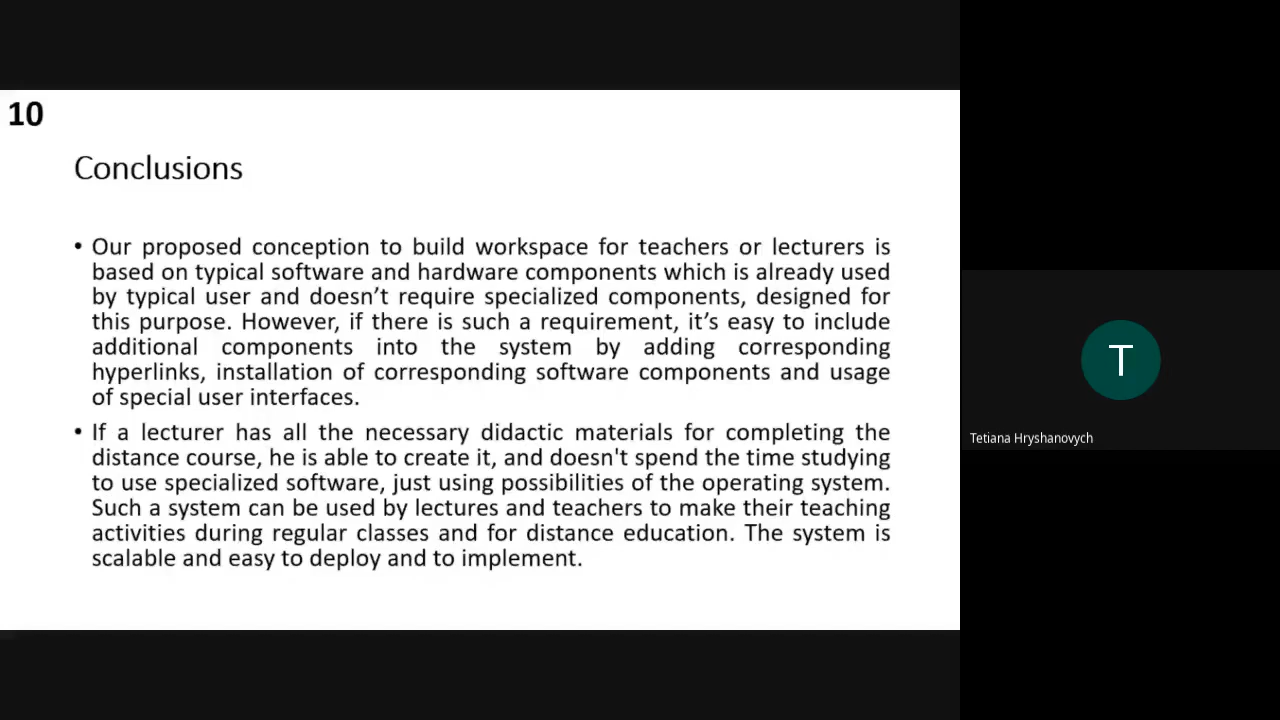 10
Conclusions
• Our proposed conception to build workspace for teachers or lecturers is
based on typical software and hardware components which is already used
by typical user and doesn’t require specialized components, designed for
this purpose. However, if there is such a requirement, it’s easy to include
additional components into the system by adding corresponding
hyperlinks, installation of corresponding software components and usage
of special user interfaces.
• If a lecturer has all the necessary didactic materials for completing the
distance course, he is able to create it, and doesn't spend the time studying
to use specialized software, just using possibilities of the operating system.
Such a system can be used by lectures and teachers to make their teaching
activities during regular classes and for distance education. The system is
scalable and easy to deploy and to implement.
T
Tetiana Hryshanovych